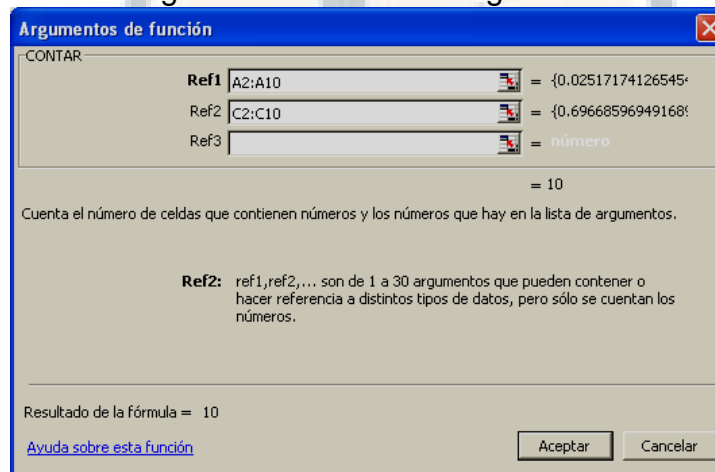 Argumentos de función
CONTAR
Ref1 A2:A10 = {0.02517174126545
Ref2 C2:C10 = {0.69668596949168
Ref3 = número
= 10
Cuenta el número de celdas que contienen números y los números que hay en la lista de argumentos.
Ref2: ref1,ref2,... son de 1 a 30 argumentos que pueden contener o
hacer referencia a distintos tipos de datos, pero sólo se cuentan los
números.
Resultado de la fórmula = 10
Ayuda sobre esta función Aceptar Cancelar